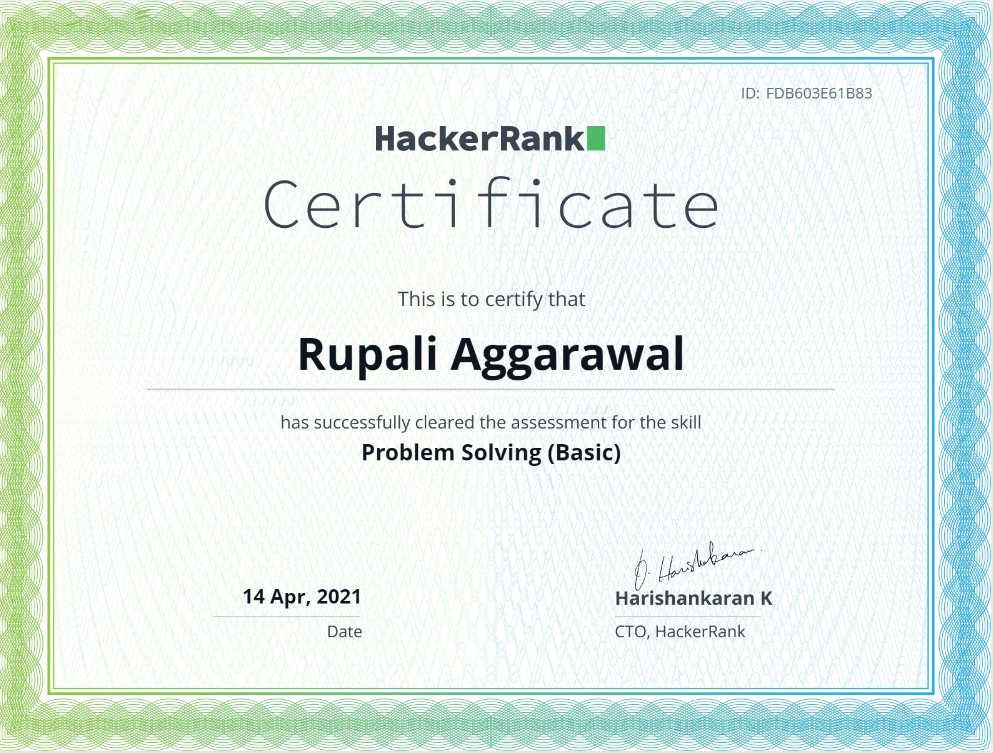 ID: FDB603E61B83
HackerRank
Certificate
This is to certify that
Rupali Aggarawal
has successfully cleared the assessment for the skill
Problem Solving (Basic)
14 Apr, 2021
Date
Harishankaran K
CTO, HackerRank